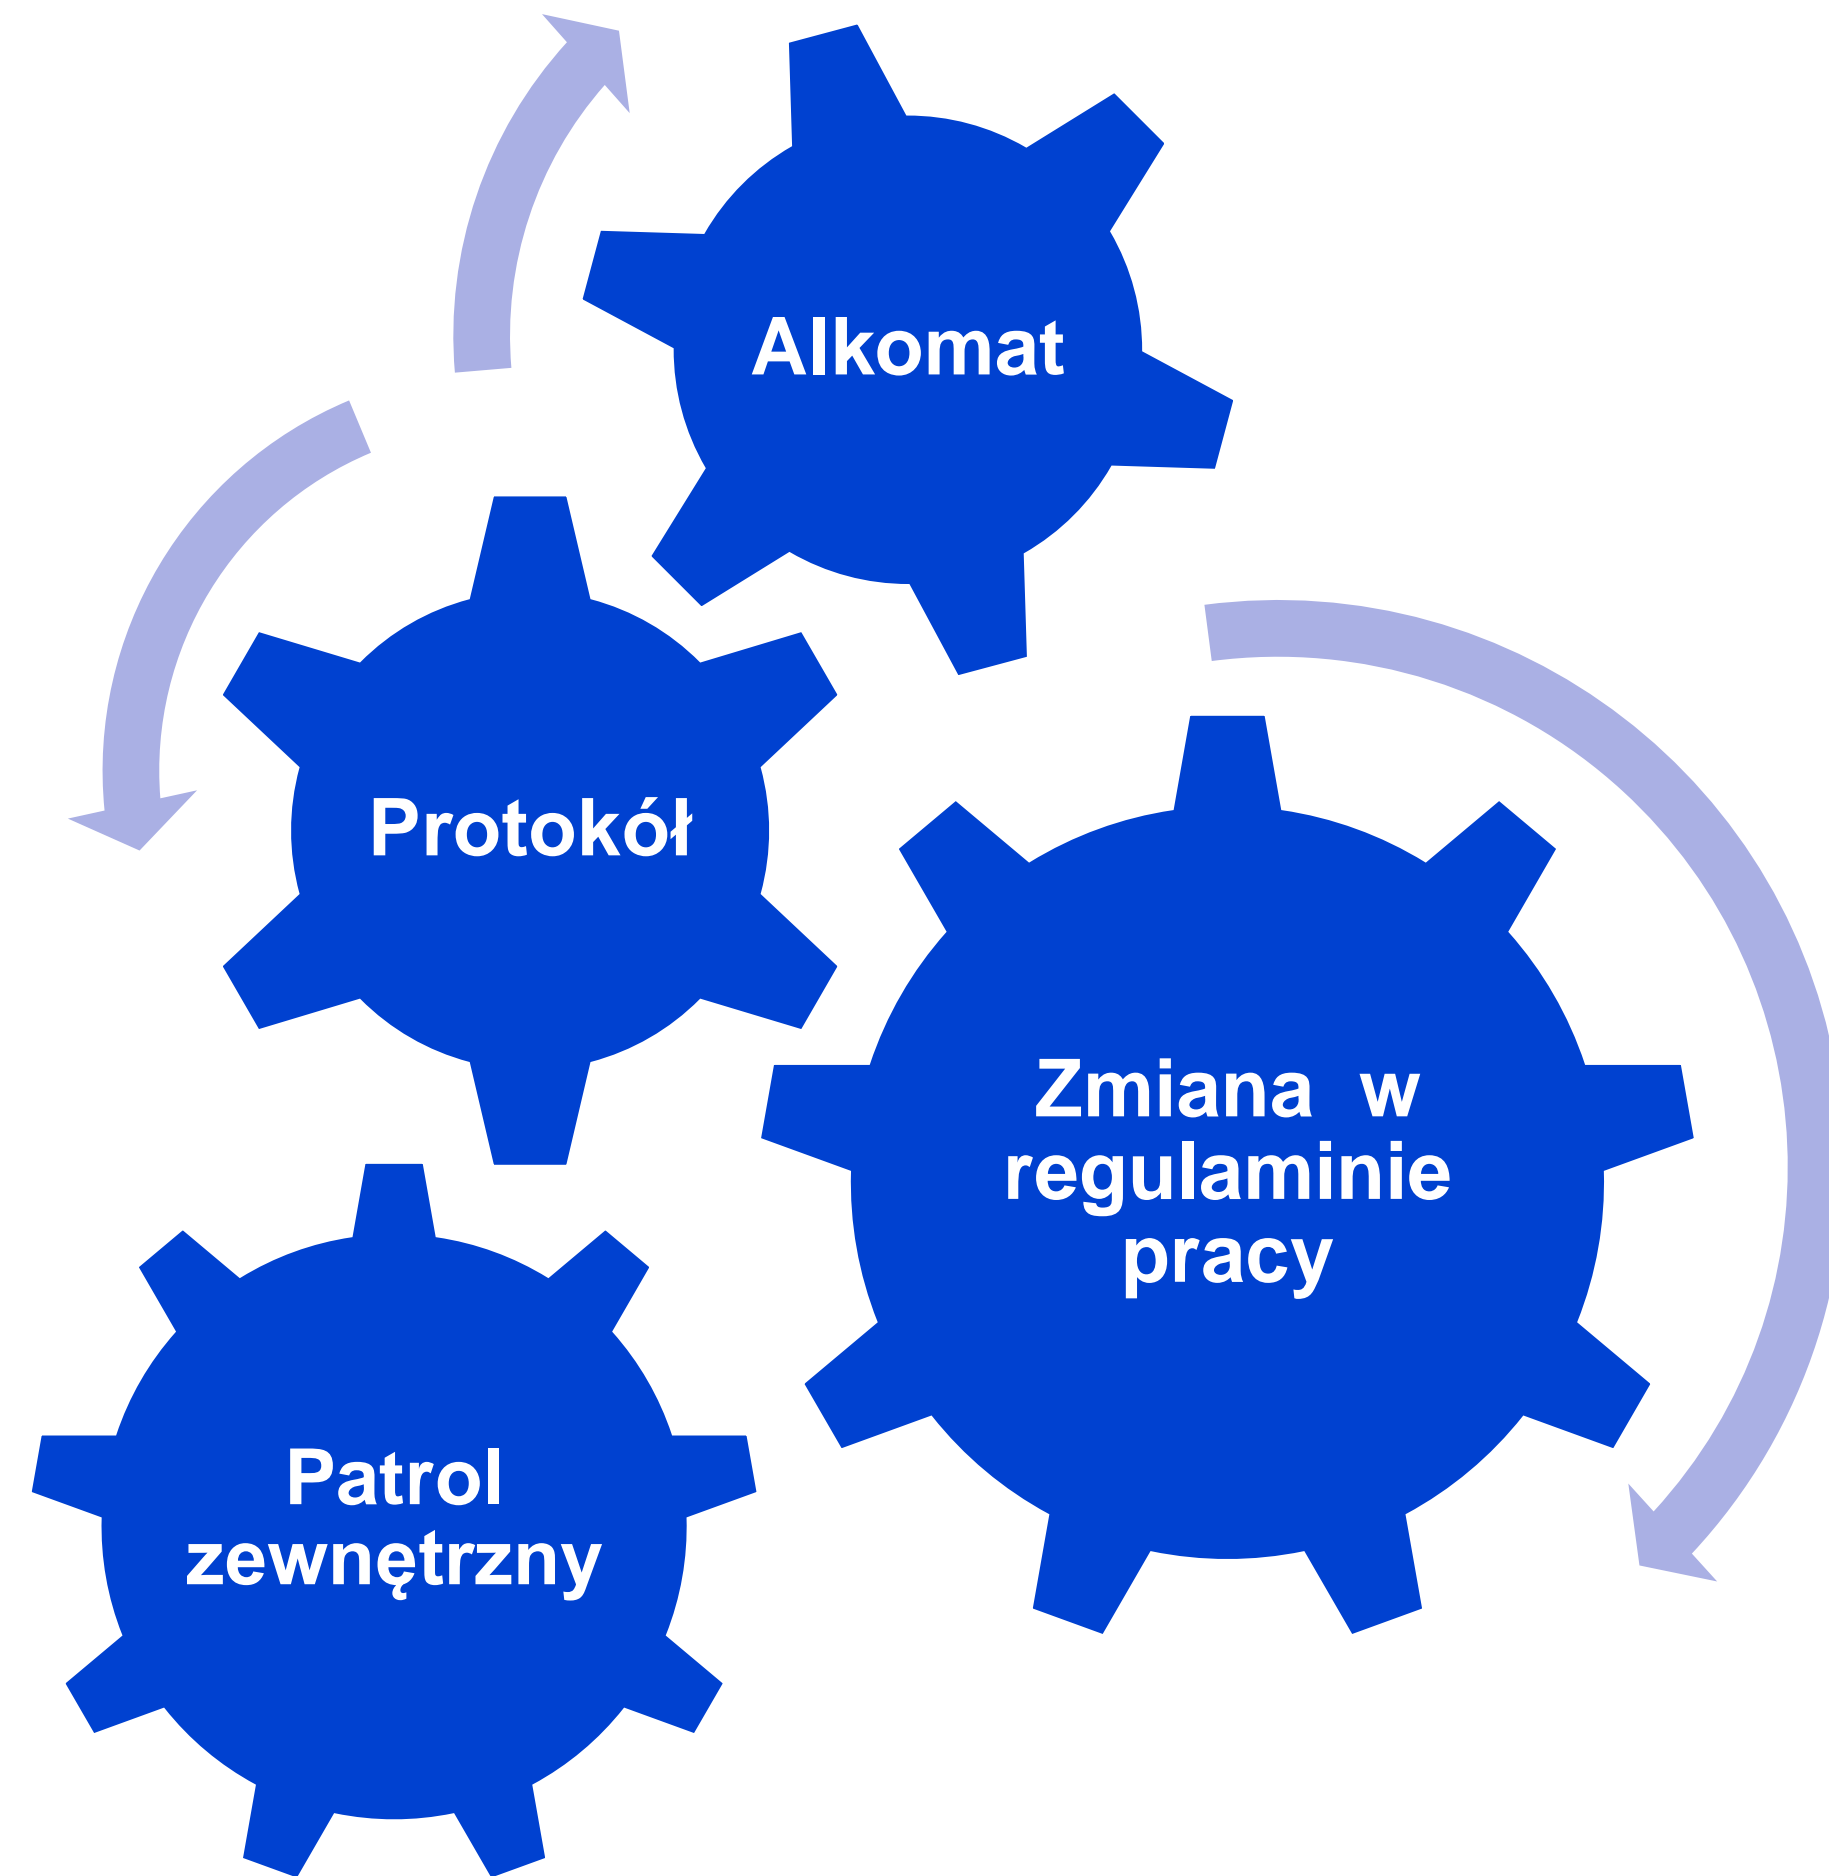 Alkomat
Protokół
Zmiana w
regulaminie
pracy
Patrol
zewnętrzny